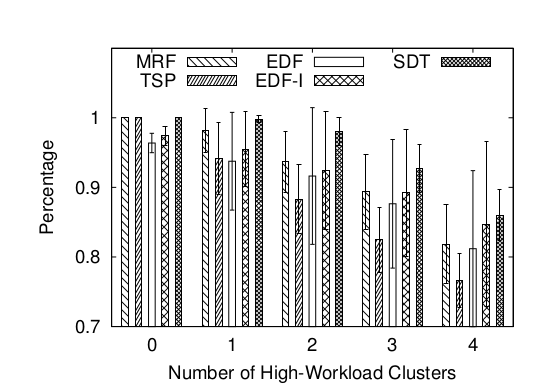 MRF EDF SDT
TSP EDF-I
1
0.9
0.8
0.7
Percentage
0 1 2 3 4
Number of High-Workload Clusters